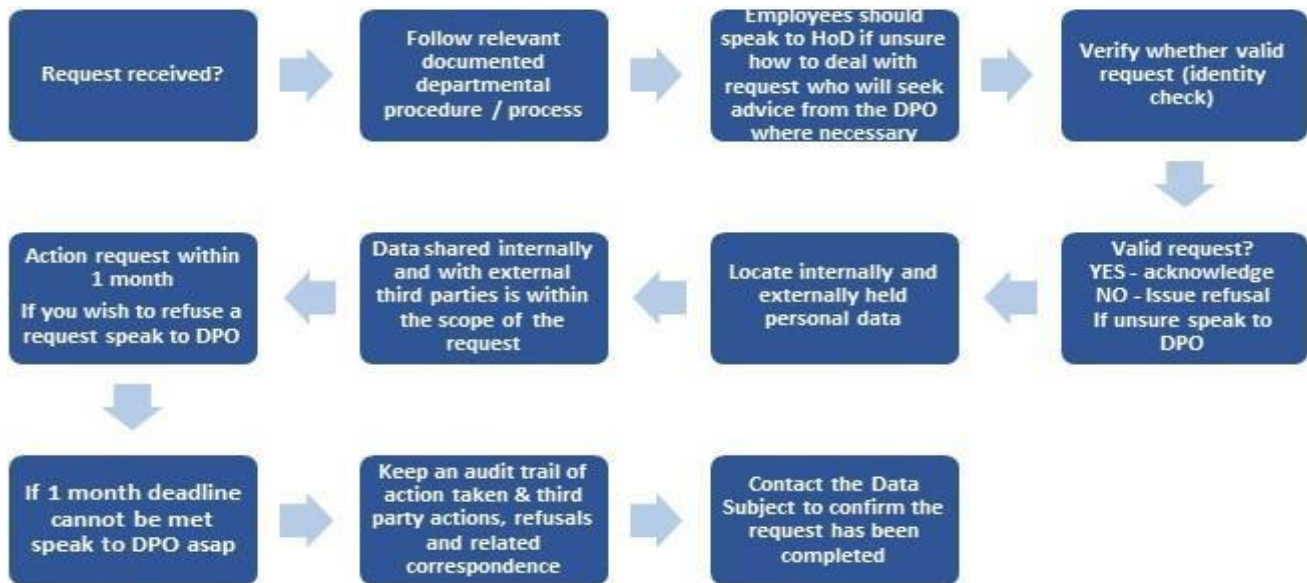 Request received?
Follow relevant
documented
departmental
procedure / process
Employees should
speak to HoD if unsure
how to deal with
request who will seek
advice from the DPO
where necessary
Verify whether valid
request (identity
check)
Valid request?
YES - acknowledge
NO - Issue refusal
If unsure speak to
DPO
Locate internally and
externally held
personal data
Data shared internally
and with external
third parties is within
the scope of the
request
Action request within
1 month
If you wish to refuse a
request speak to DPO
If 1 month deadline
cannot be met
speak to DPO asap
Keep an audit trail of
action taken & third
party actions, refusals
and related
correspondence
Contact the Data
Subject to confirm the
request has been
completed